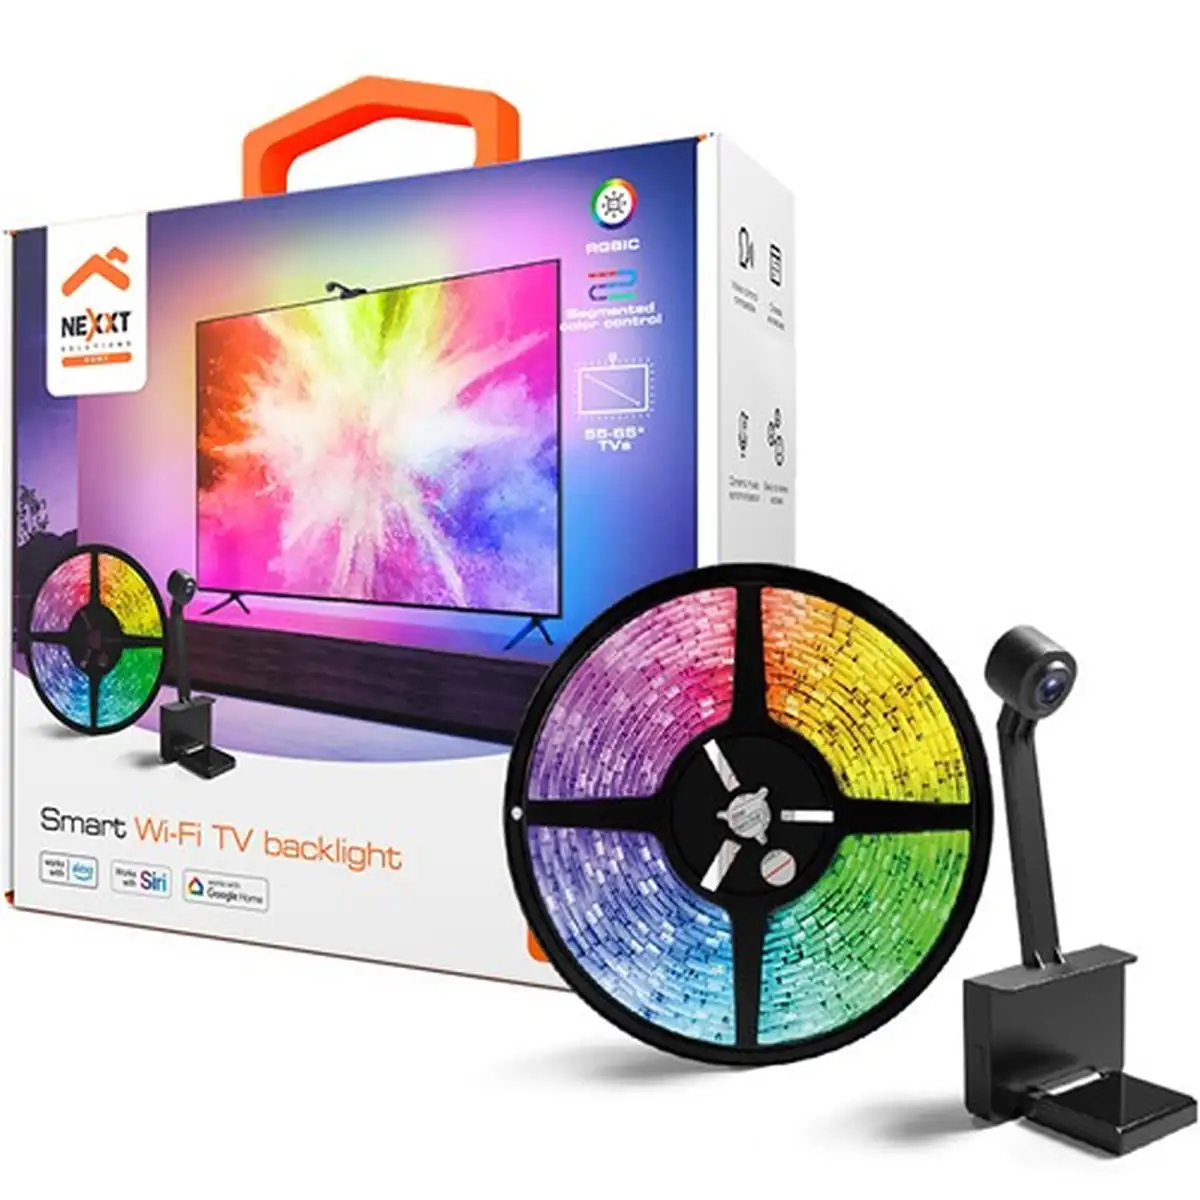 NEXXT
SOLUTIONS
HOME
RGBIC
Segmented
color control
55-65"
TVs
Smart Wi-Fi TV backlight
works with alexa
Works with Siri
works with
Google Home